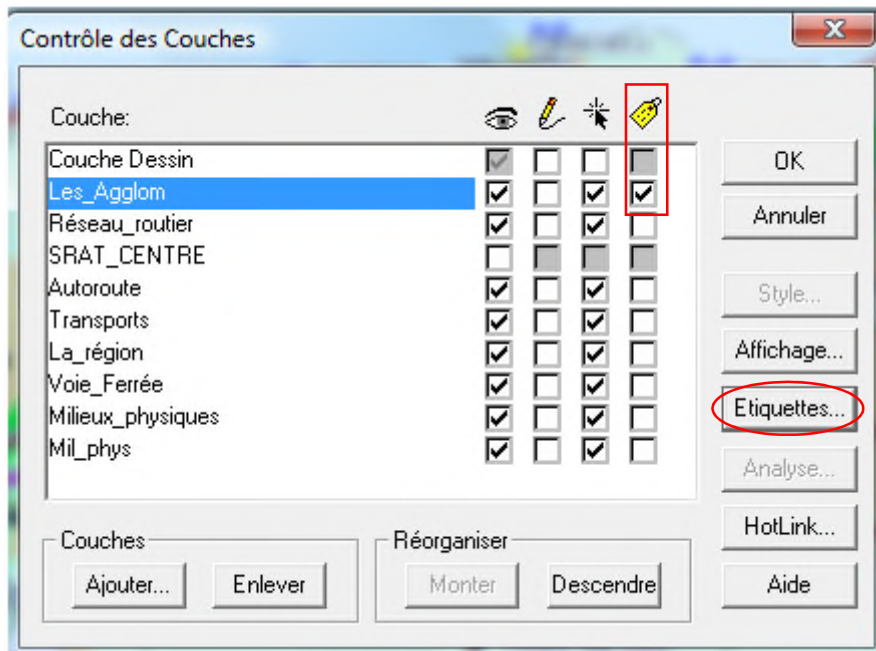 Contrôle des Couches
Couche:
Couche Dessin
Les_Agglom
Réseau_routier
SRAT_CENTRE
Autoroute
Transports
La_région
Voie_Ferrée
Milieux_physiques
Mil_phys
OK
Annuler
Style...
Affichage...
Etiquettes...
Analyse...
HotLink...
Aide
Couches
Ajouter...
Enlever
Réorganiser
Monter
Descendre